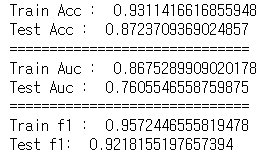 Train Acc :  0.9311416616855948
Test Acc :  0.8723709369024857
==============================
Train Auc :  0.8675289909020178
Test Auc :  0.7605546558759875
==============================
Train f1 :  0.9572446555819478
Test f1:  0.9218155197657394